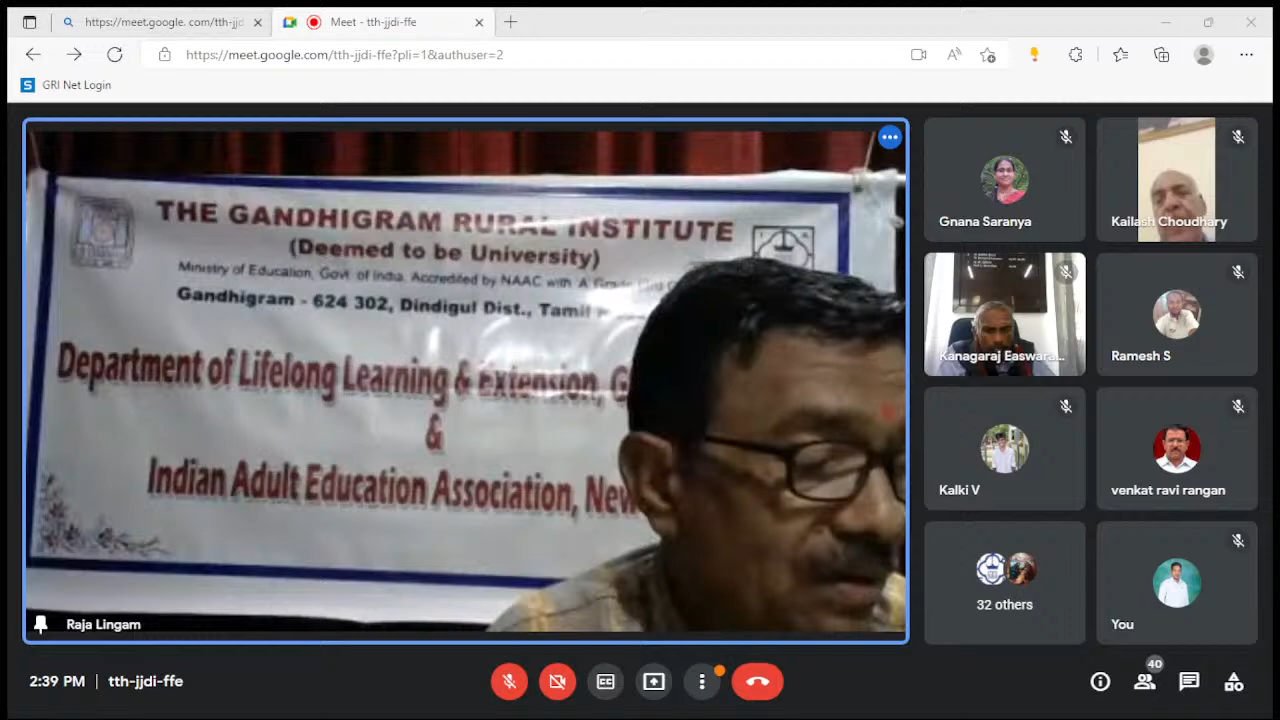 https://meet.google. com/tth-jjd
Meet - tth-jjdi-ffe
https://meet.google.com/tth-jjdi-ffe?pli=1&authuser=2
GRI Net Login
THE GANDHIGRAM RURAL INSTITUTE
(Deemed to be University)
Ministry of Education, Govt. of India. Accredited by NAAC with 'A'
Gandhigram - 624 302, Dindigul Dist., Tamil
Department of Lifelong Learning & Extension, G
&
Indian Adult Education Association, New
Raja Lingam
Gnana Saranya
Kailash Choudhary
Kanagaraj Easwara...
Ramesh S
Kalki V
venkat ravi rangan
32 others
You
2:39 PM | tth-jjdi-ffe
CC
40